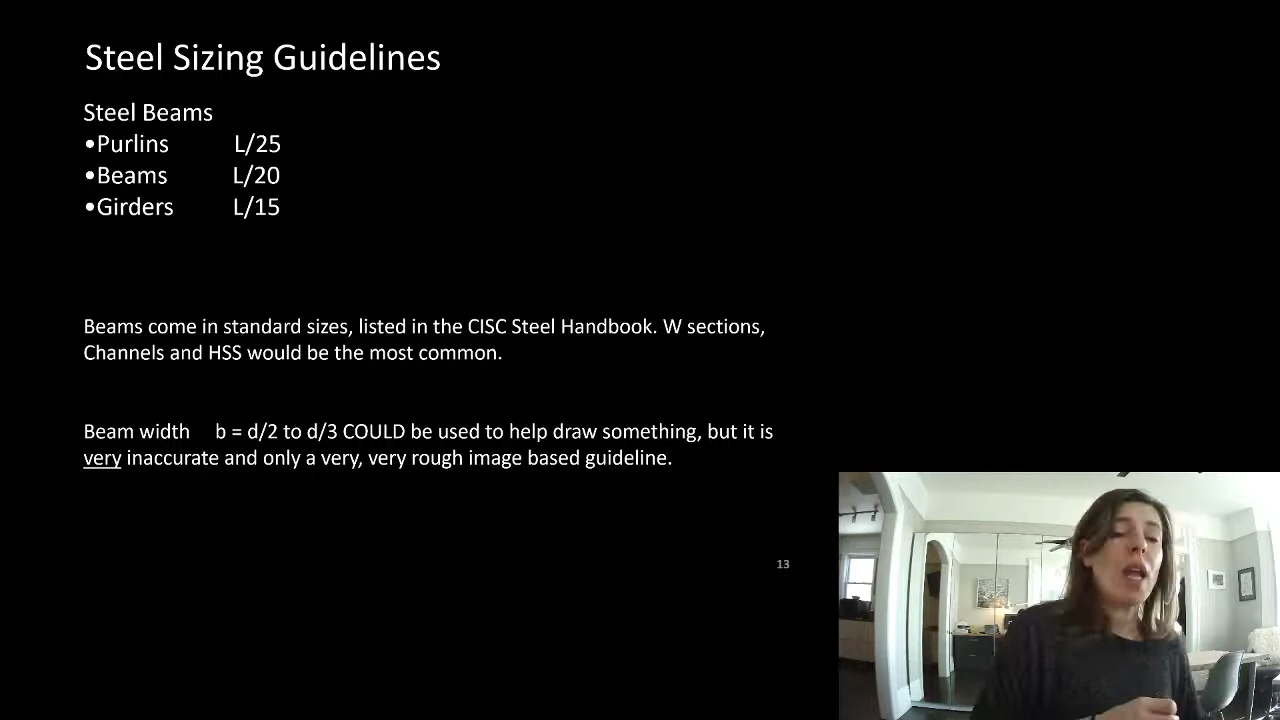 Steel Sizing Guidelines
Steel Beams
•Purlins L/25
•Beams L/20
•Girders L/15
Beams come in standard sizes, listed in the CISC Steel Handbook. W sections,
Channels and HSS would be the most common.
Beam width b = d/2 to d/3 COULD be used to help draw something, but it is
very inaccurate and only a very, very rough image based guideline.
13